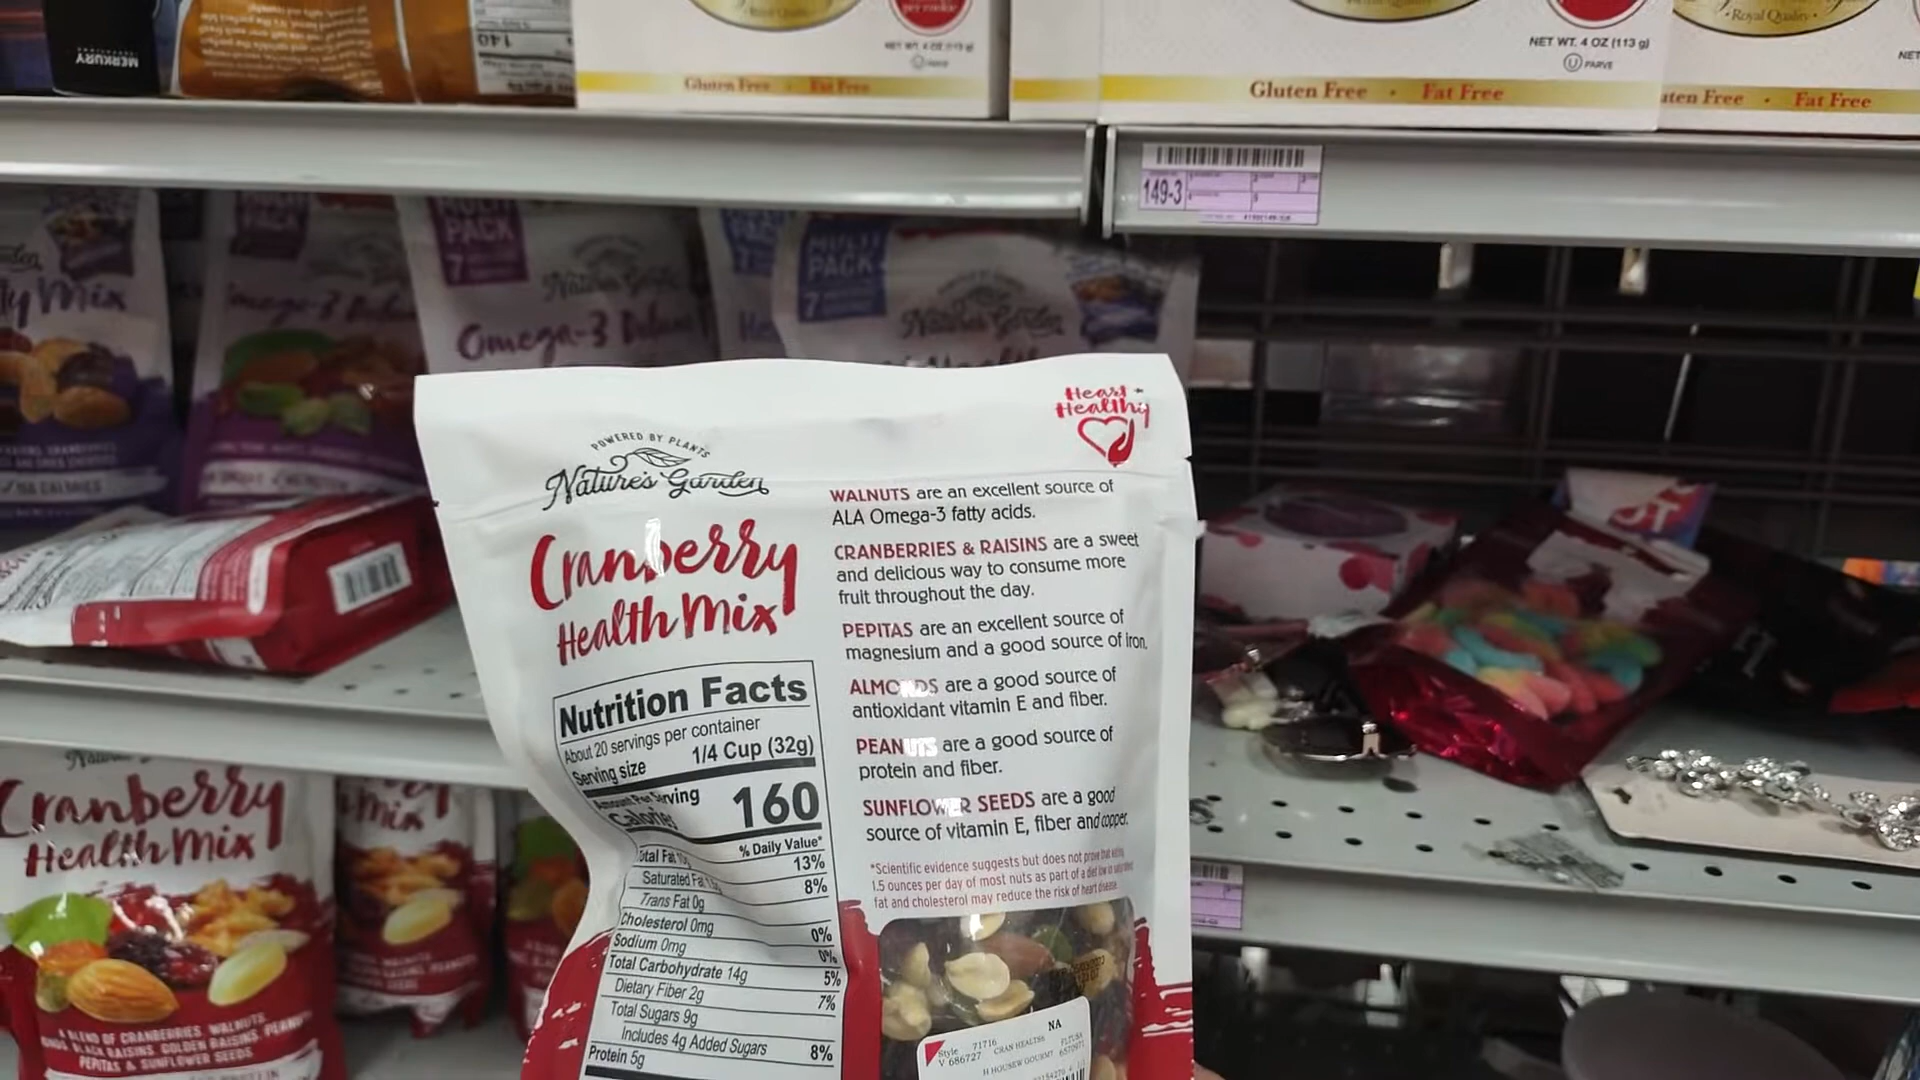 MERKURY
140
Royal Quality
Gluten Free • Fat Free
NET WT. 4 OZ (113 g)
PARVE
Gluten Free • Fat Free
Fat Free
149-3
MULTI
PACK
7
Omega-3
MULTI
PACK
7
Nature's Garden
POWERED BY PLANTS
Nature's Garden
Cranberry
Health Mix
Heart
Healthy
WALNUTS are an excellent source of
ALA Omega-3 fatty acids.
CRANBERRIES & RAISINS are a sweet
and delicious way to consume more
fruit throughout the day.
PEPITAS are an excellent source of
magnesium and a good source of iron.
ALMONDS are a good source of
antioxidant vitamin E and fiber.
PEANUTS are a good source of
protein and fiber.
SUNFLOWER SEEDS are a good
source of vitamin E, fiber and copper.
*Scientific evidence suggests but does not prove that eating
1.5 ounces per day of most nuts as part of a diet low in saturated
fat and cholesterol may reduce the risk of heart disease.
Nutrition Facts
About 20 servings per container
Serving size 1/4 Cup (32g)
Amount Per Serving
Calories 160
% Daily Value*
Total Fat 13%
Saturated Fat 8%
Trans Fat 0g
Cholesterol 0mg 0%
Sodium 0mg 0%
Total Carbohydrate 14g 5%
Dietary Fiber 2g 7%
Total Sugars 9g
Includes 4g Added Sugars 8%
Protein 5g
NA
Style 71716
V 686727 CRAN HEALTHS
H HOUSEW GOURMT
Cranberry
Health Mix
A BLEND OF CRANBERRIES, WALNUTS,
BLACK RAISINS, GOLDEN RAISINS, PEANUTS,
PEPITAS & SUNFLOWER SEEDS